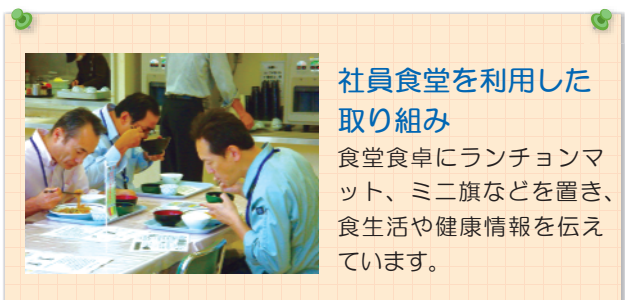 社員食堂を利用した
取り組み
食堂食卓にランチョンマ
ット、ミニ旗などを置き、
食生活や健康情報を伝え
ています。